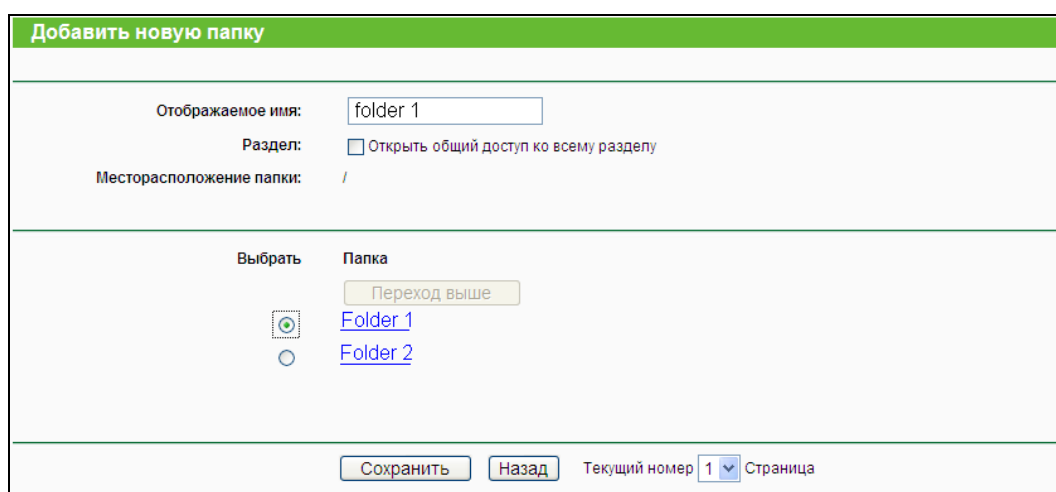 Добавить новую папку
Отображаемое имя: folder 1
Раздел: Открыть общий доступ ко всему разделу
Месторасположение папки: /
Выбрать Папка
Переход выше
Folder 1
Folder 2
Сохранить Назад Текущий номер 1 Страница